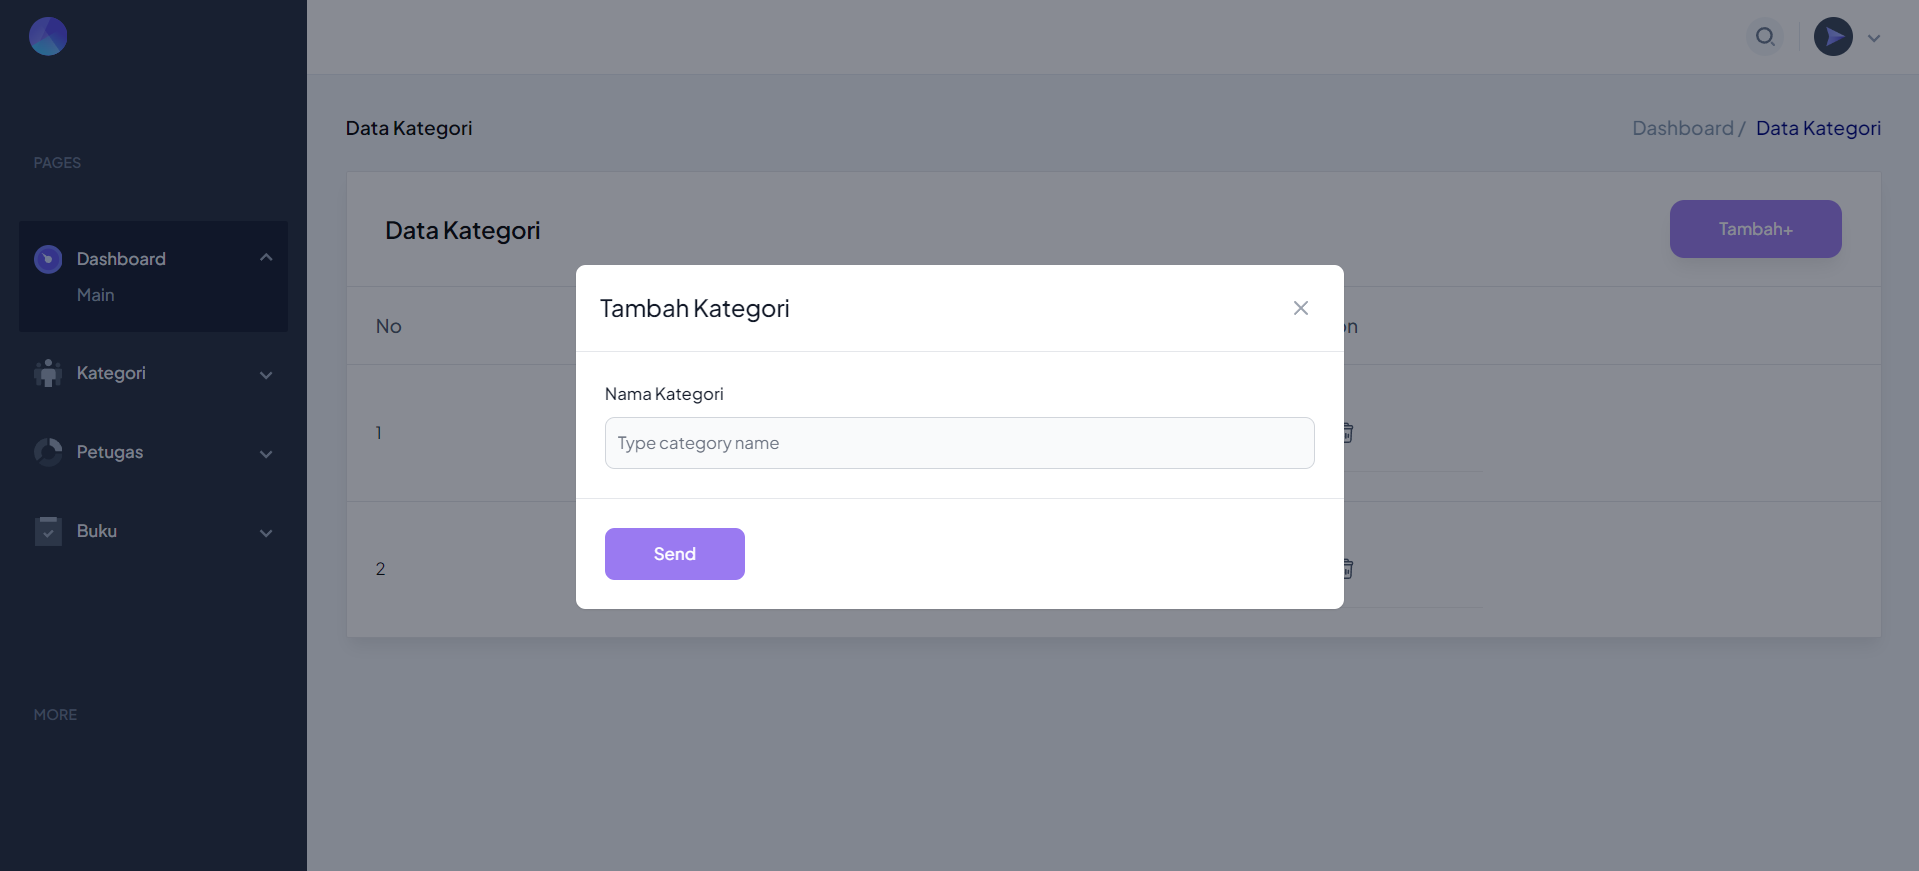 PAGES
Dashboard
Main
Kategori
Petugas
Buku
MORE
Data Kategori
Dashboard / Data Kategori
Data Kategori
Tambah+
No
1
2
Tambah Kategori
Nama Kategori
Type category name
Send